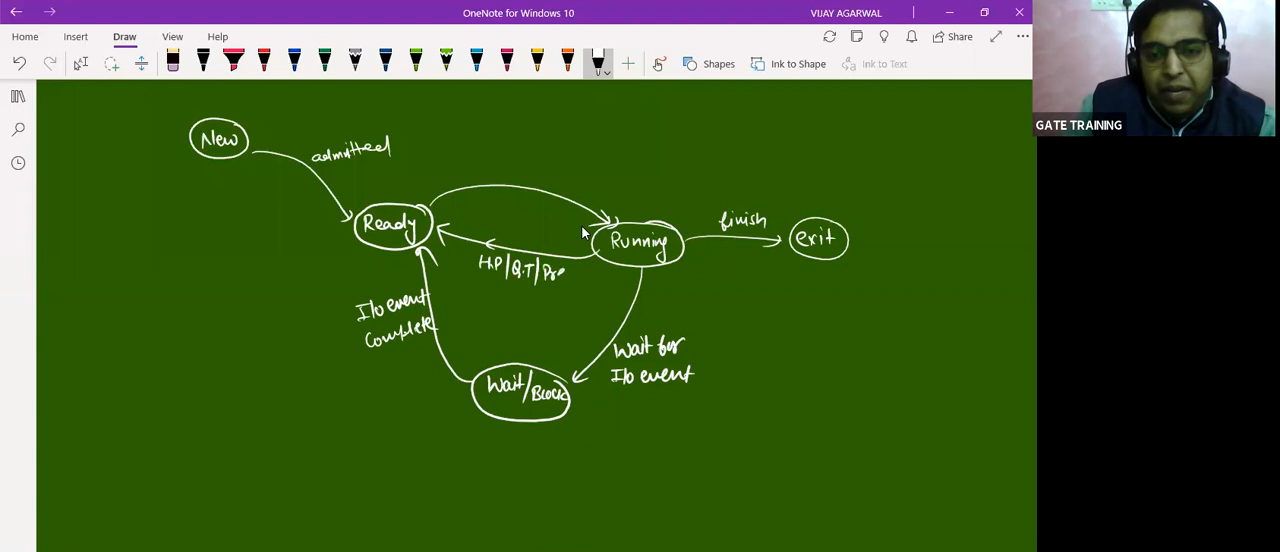 OneNote for Windows 10
VIJAY AGARWAL
Home
Insert
Draw
View
Help
Share
Shapes
Ink to Shape
Ink to Text
GATE TRAINING
New
admitted
Ready
Running
finish
exit
H.P/Q.T/Pre
I/o event
Complete
Wait for
I/o event
Wait/Block